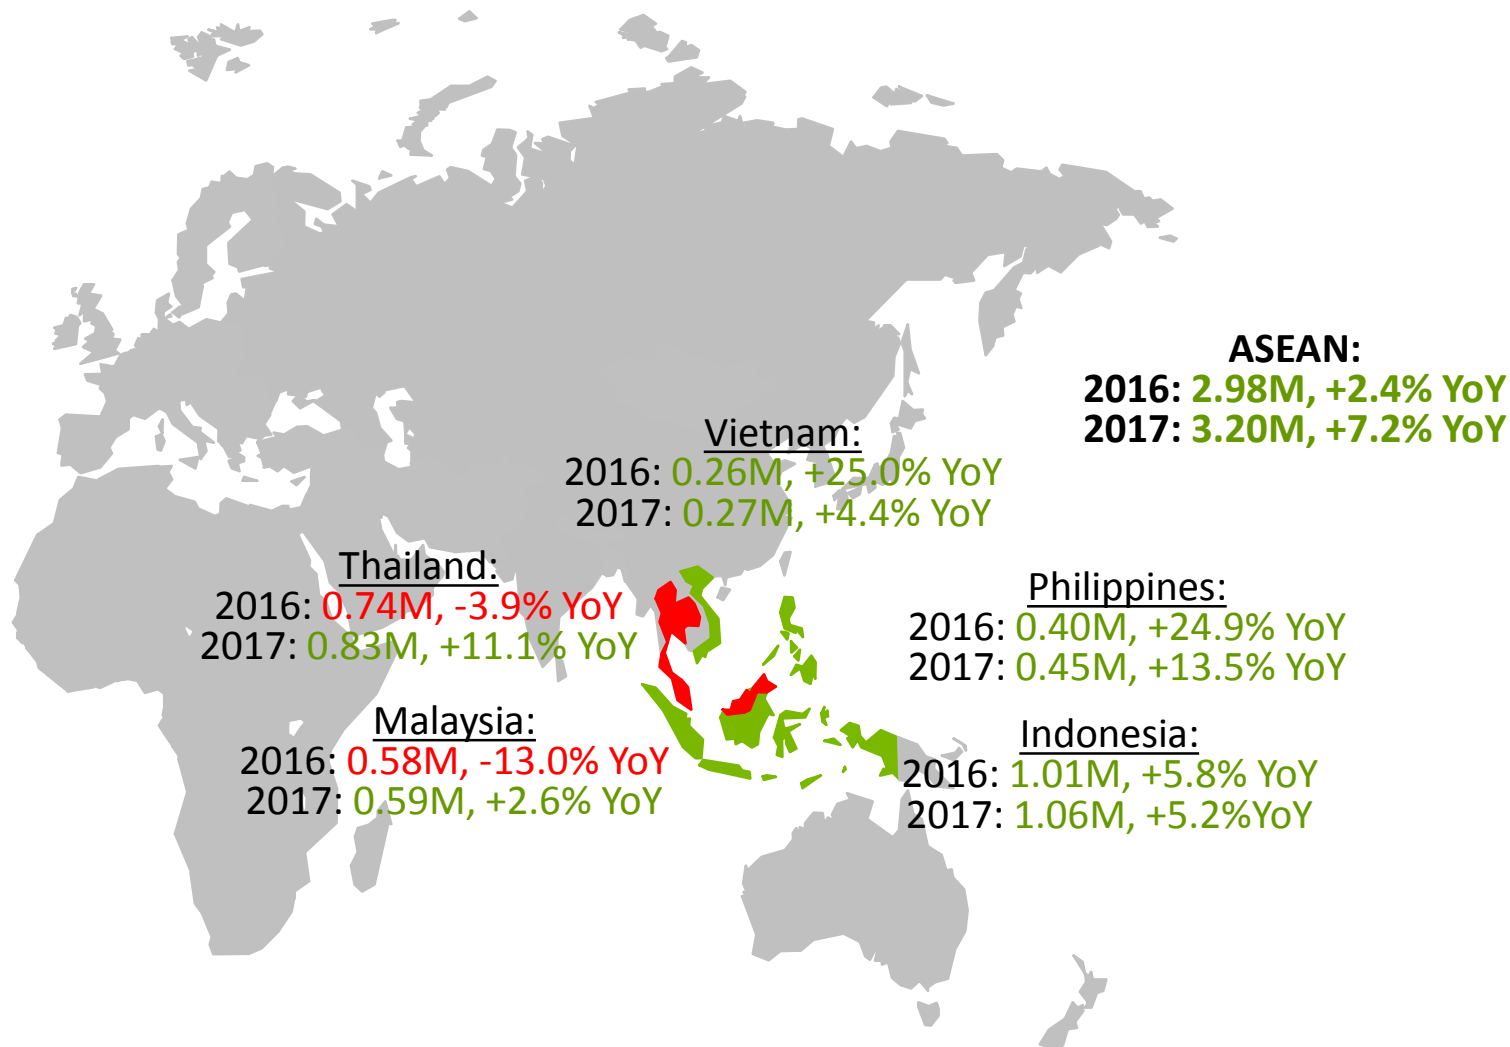 ASEAN:
2016: 2.98M, +2.4% YoY
2017: 3.20M, +7.2% YoY
Vietnam:
2016: 0.26M, +25.0% YoY
2017: 0.27M, +4.4% YoY
Thailand:
2016: 0.74M, -3.9% YoY
2017: 0.83M, +11.1% YoY
Philippines:
2016: 0.40M, +24.9% YoY
2017: 0.45M, +13.5% YoY
Malaysia:
2016: 0.58M, -13.0% YoY
2017: 0.59M, +2.6% YoY
Indonesia:
2016: 1.01M, +5.8% YoY
2017: 1.06M, +5.2%YoY